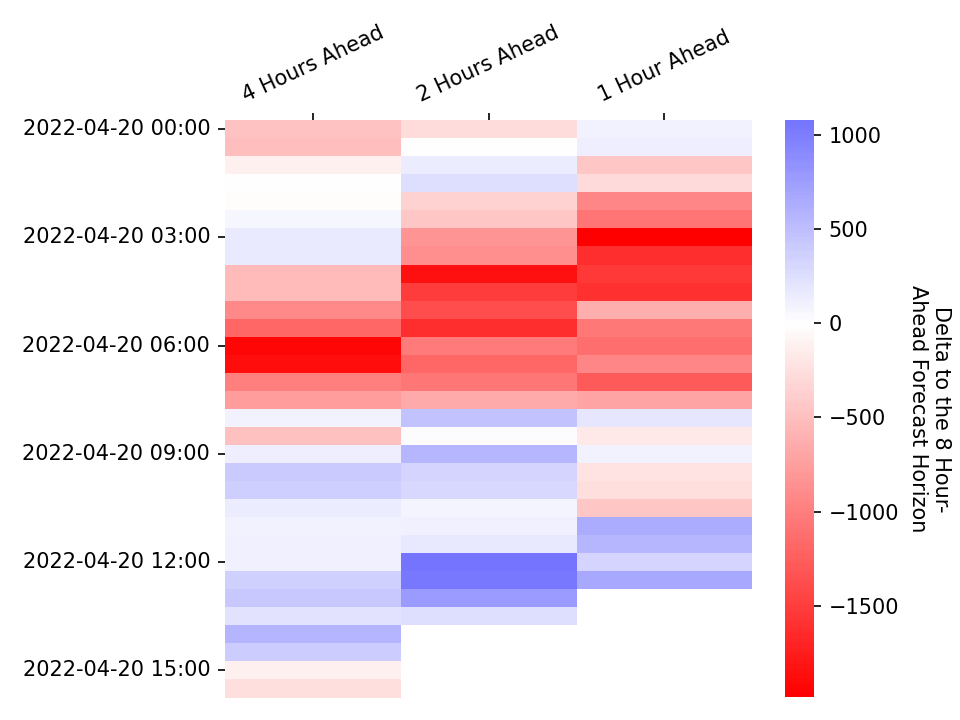 4 Hours Ahead
2 Hours Ahead
1 Hour Ahead
2022-04-20 00:00
2022-04-20 03:00
2022-04-20 06:00
2022-04-20 09:00
2022-04-20 12:00
2022-04-20 15:00
1000
500
0
−500
−1000
−1500
Delta to the 8 Hour-
Ahead Forecast Horizon